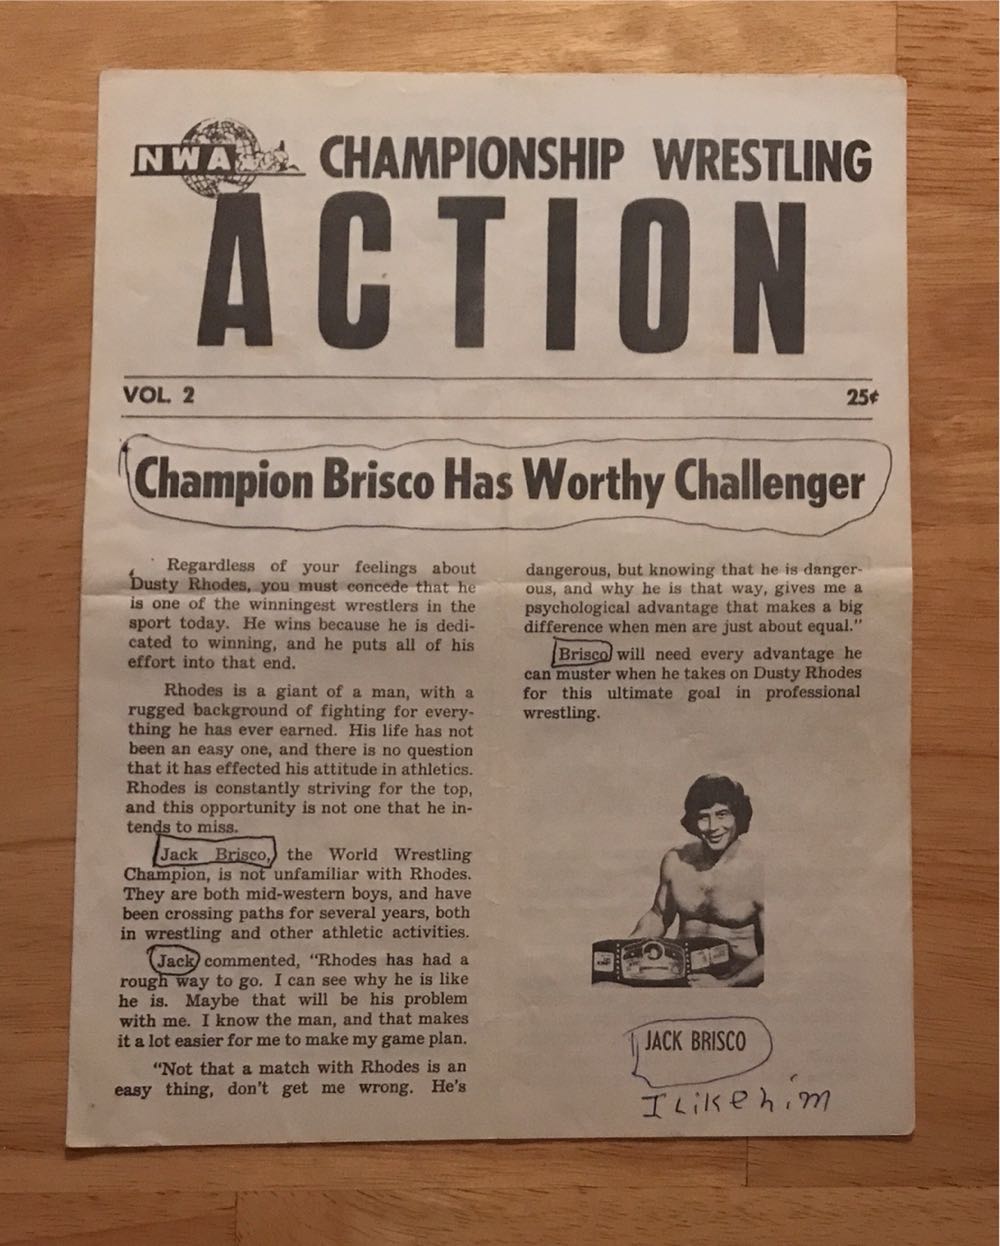 NWA CHAMPIONSHIP WRESTLING
ACTION
VOL. 2 25¢
Champion Brisco Has Worthy Challenger
Regardless of your feelings about
Dusty Rhodes, you must concede that he
is one of the winningest wrestlers in the
sport today. He wins because he is dedi-
cated to winning, and he puts all of his
effort into that end.
Rhodes is a giant of a man, with a
rugged background of fighting for every-
thing he has ever earned. His life has not
been an easy one, and there is no question
that it has effected his attitude in athletics.
Rhodes is constantly striving for the top,
and this opportunity is not one that he in-
tends to miss.
Jack Brisco, the World Wrestling
Champion, is not unfamiliar with Rhodes.
They are both mid-western boys, and have
been crossing paths for several years, both
in wrestling and other athletic activities.
Jack commented, “Rhodes has had a
rough way to go. I can see why he is like
he is. Maybe that will be his problem
with me. I know the man, and that makes
it a lot easier for me to make my game plan.
“Not that a match with Rhodes is an
easy thing, don't get me wrong. He's
dangerous, but knowing that he is danger-
ous, and why he is that way, gives me a
psychological advantage that makes a big
difference when men are just about equal.”
Brisco will need every advantage he
can muster when he takes on Dusty Rhodes
for this ultimate goal in professional
wrestling.
JACK BRISCO
I Like him